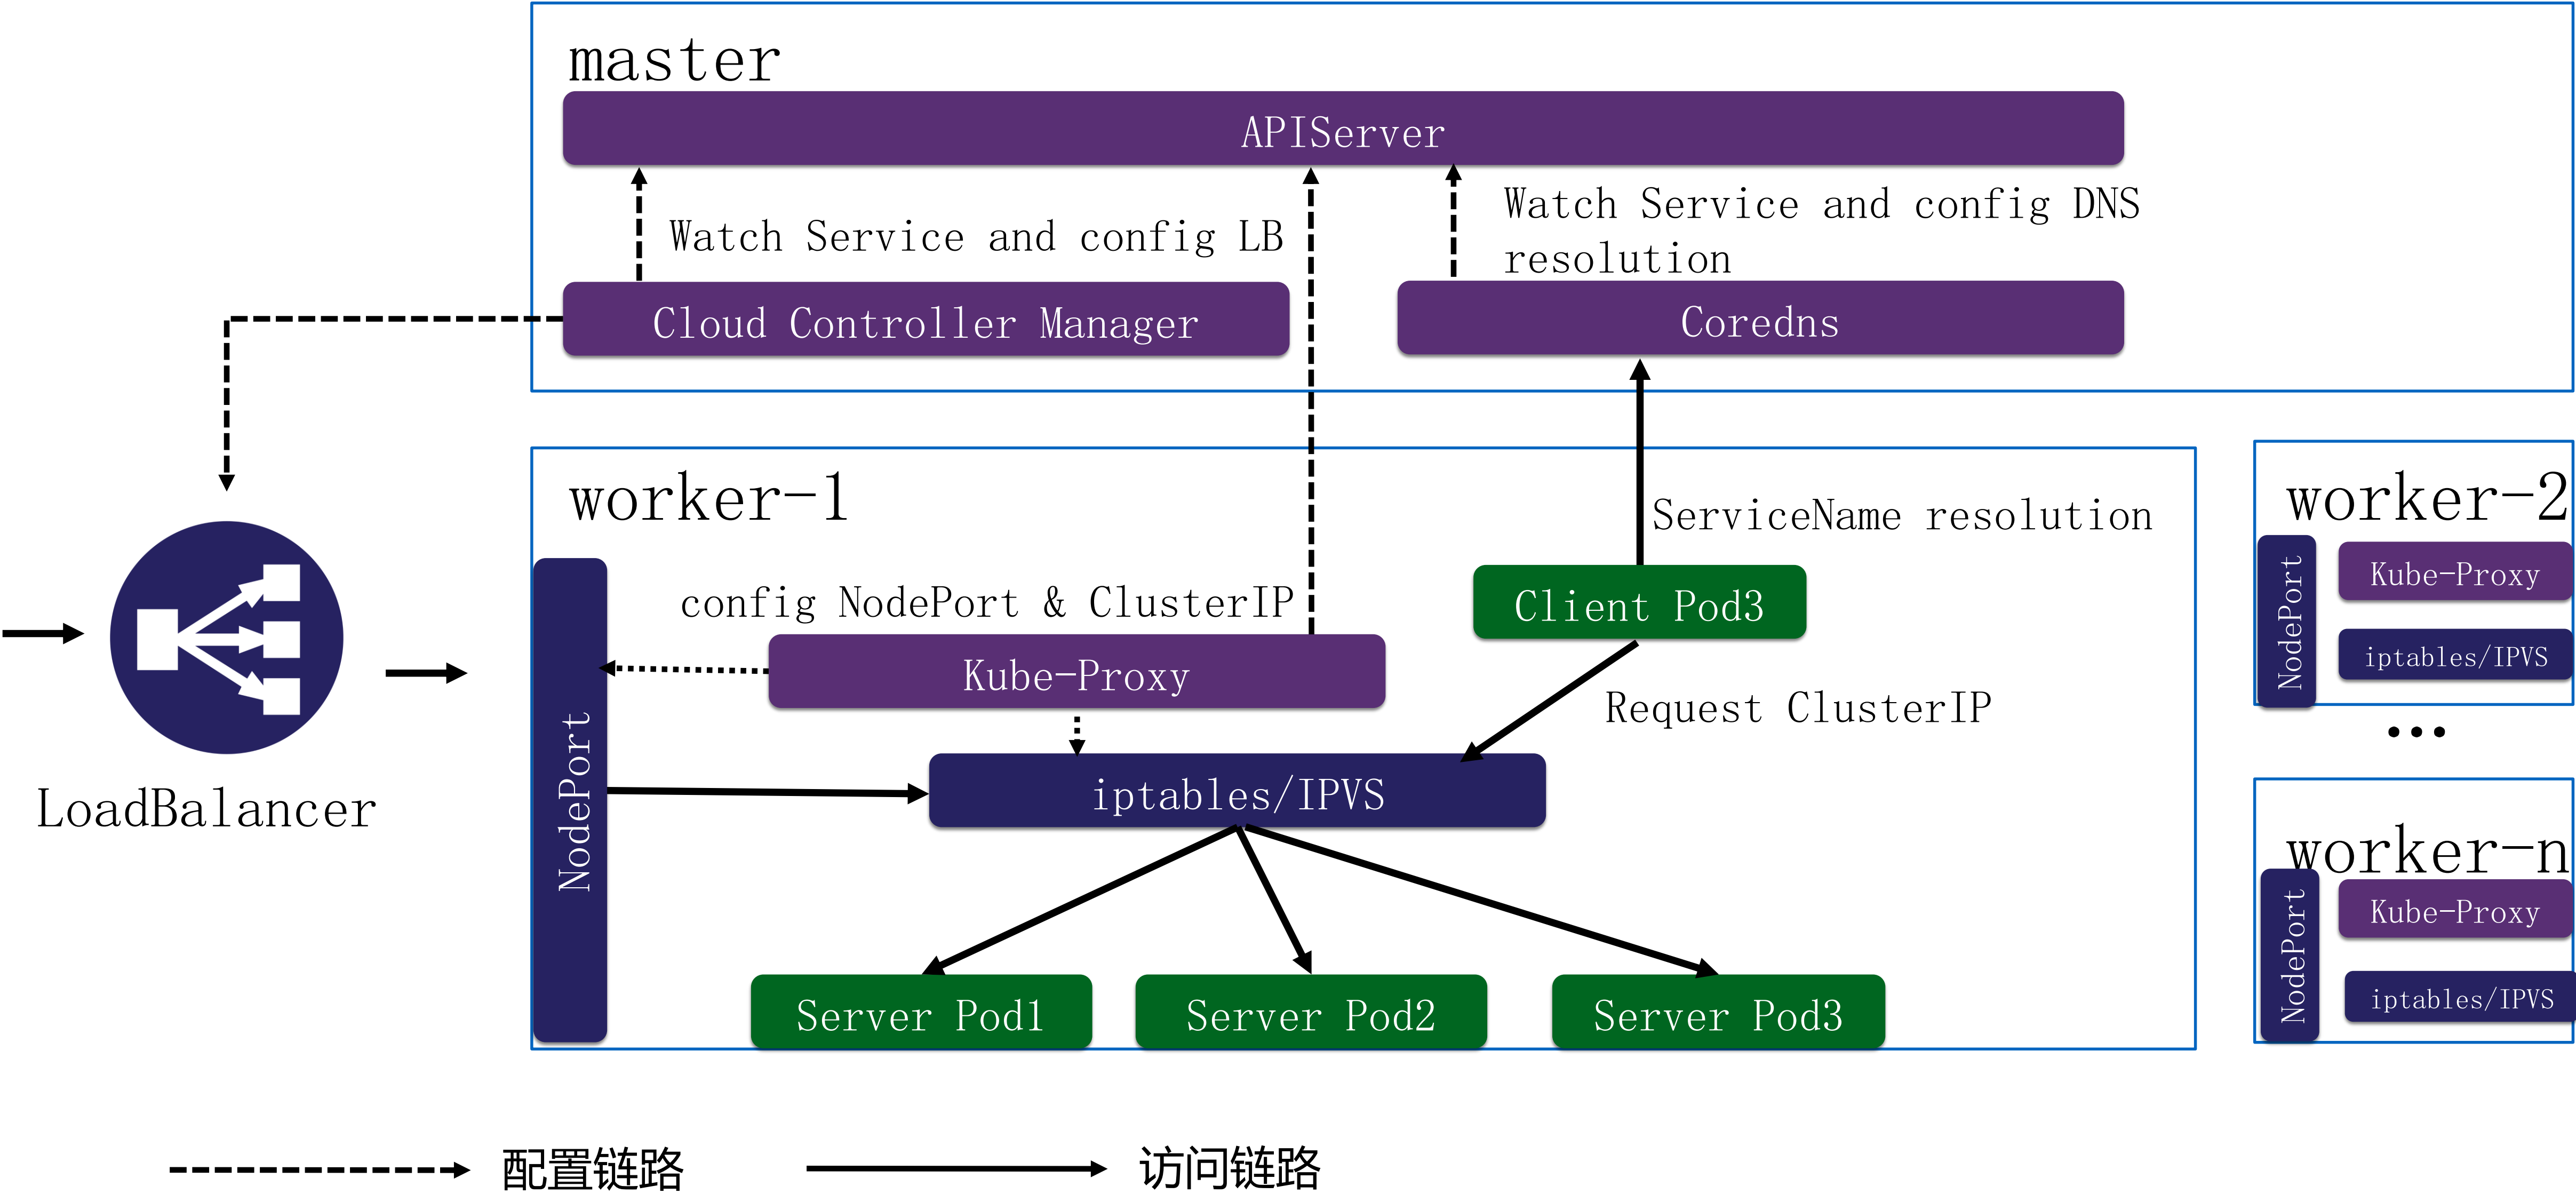 master
APIServer
Watch Service and config LB
Watch Service and config DNS
resolution
Cloud Controller Manager
Coredns
LoadBalancer
worker-1
ServiceName resolution
config NodePort & ClusterIP
Client Pod3
Kube-Proxy
NodePort
Request ClusterIP
iptables/IPVS
Server Pod1
Server Pod2
Server Pod3
worker-2
NodePort
Kube-Proxy
iptables/IPVS
...
worker-n
NodePort
Kube-Proxy
iptables/IPVS
配置链路
访问链路